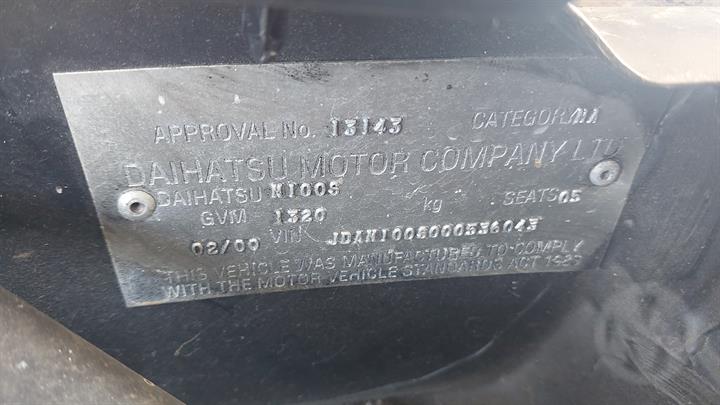 APPROVAL No. 13143 CATEGORY MA
DAIHATSU MOTOR COMPANY LTD
DAIHATSU M100S SEATS 05
GVM 1320 kg
02/00 VIN JDAM100S000536043
THIS VEHICLE WAS MANUFACTURED TO COMPLY
WITH THE MOTOR VEHICLE STANDARDS ACT 1989